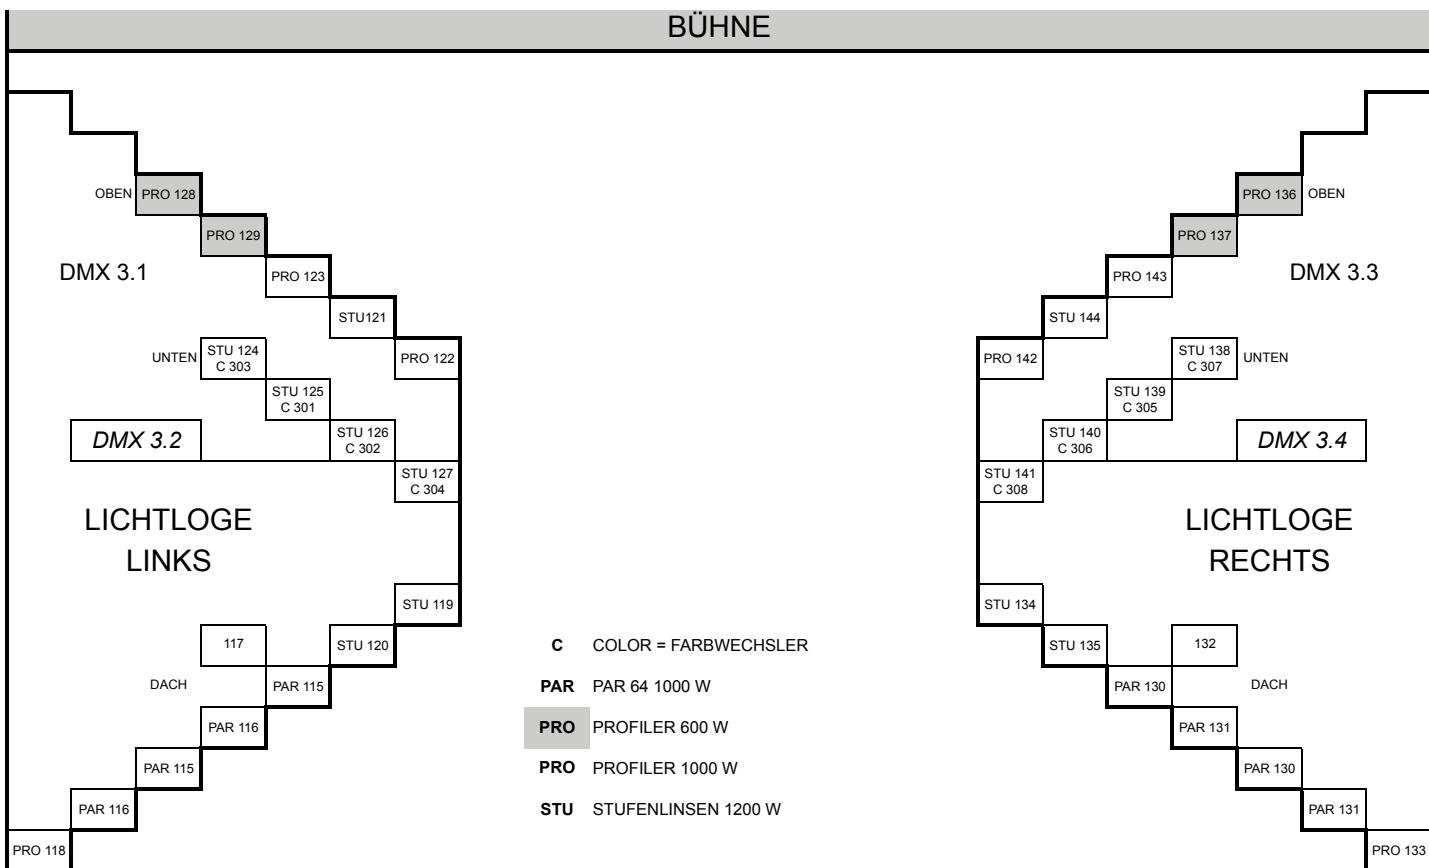 BÜHNE
OBEN PRO 128
PRO 136 OBEN
PRO 129
PRO 137
DMX 3.1
PRO 123
PRO 143
DMX 3.3
STU121
STU 144
UNTEN
STU 124
C 303
PRO 122
PRO 142
STU 138
C 307
UNTEN
STU 125
C 301
STU 139
C 305
DMX 3.2
STU 126
C 302
STU 140
C 306
DMX 3.4
STU 127
C 304
STU 141
C 308
LICHTLOGE
LINKS
LICHTLOGE
RECHTS
STU 119
STU 134
117
STU 120
C COLOR = FARBWECHSLER
STU 135
132
DACH
PAR 115
PAR PAR 64 1000 W
PAR 130
DACH
PAR 116
PRO PROFILER 600 W
PAR 131
PAR 115
PRO PROFILER 1000 W
PAR 130
PAR 116
STU STUFENLINSEN 1200 W
PAR 131
PRO 118
PRO 133